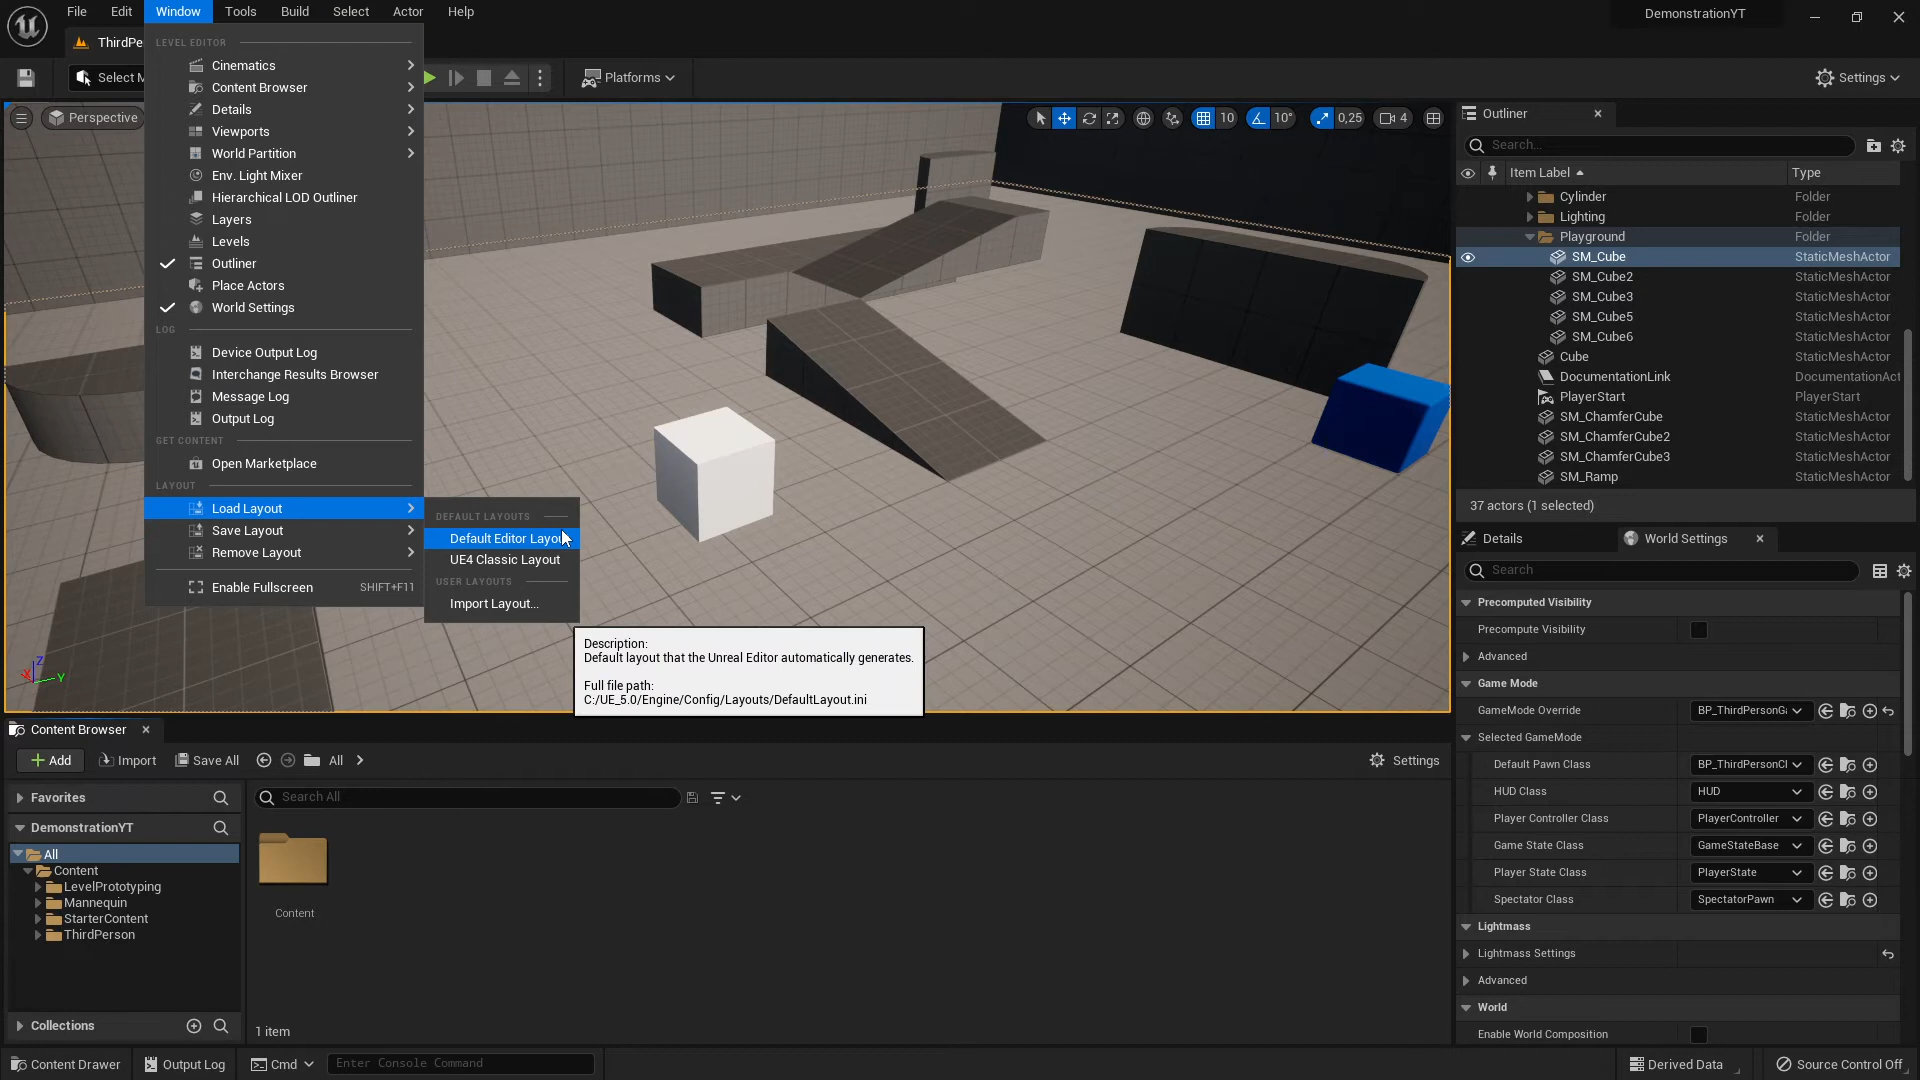 File Edit Window Tools Build Select Actor Help
DemonstrationYT
ThirdPe
Select M
Platforms
Settings
LEVEL EDITOR
Cinematics
Content Browser
Details
Viewports
World Partition
Env. Light Mixer
Hierarchical LOD Outliner
Layers
Levels
Outliner
Place Actors
World Settings
LOG
Device Output Log
Interchange Results Browser
Message Log
Output Log
GET CONTENT
Open Marketplace
LAYOUT
Load Layout
Save Layout
Remove Layout
Enable Fullscreen SHIFT+F11
DEFAULT LAYOUTS
Default Editor Layou
UE4 Classic Layout
USER LAYOUTS
Import Layout...
Description:
Default layout that the Unreal Editor automatically generates.
Full file path:
C:/UE_5.0/Engine/Config/Layouts/DefaultLayout.ini
Perspective
10 10° 0,25 4
X Z Y
Outliner
Search...
Item Label Type
Cylinder Folder
Lighting Folder
Playground Folder
SM_Cube StaticMeshActor
SM_Cube2 StaticMeshActor
SM_Cube3 StaticMeshActor
SM_Cube5 StaticMeshActor
SM_Cube6 StaticMeshActor
Cube StaticMeshActor
DocumentationLink DocumentationAct
PlayerStart PlayerStart
SM_ChamferCube StaticMeshActor
SM_ChamferCube2 StaticMeshActor
SM_ChamferCube3 StaticMeshActor
SM_Ramp StaticMeshActor
37 actors (1 selected)
Details World Settings
Search
Precomputed Visibility
Precompute Visibility
Advanced
Game Mode
GameMode Override BP_ThirdPersonGa
Selected GameMode
Default Pawn Class BP_ThirdPersonCl
HUD Class HUD
Player Controller Class PlayerController
Game State Class GameStateBase
Player State Class PlayerState
Spectator Class SpectatorPawn
Lightmass
Lightmass Settings
Advanced
World
Enable World Composition
Content Browser
Add Import Save All All Settings
Favorites
DemonstrationYT
All
Content
LevelPrototyping
Mannequin
StarterContent
ThirdPerson
Collections
Search All
Content
1 item
Content Drawer Output Log Cmd Enter Console Command Derived Data Source Control Off